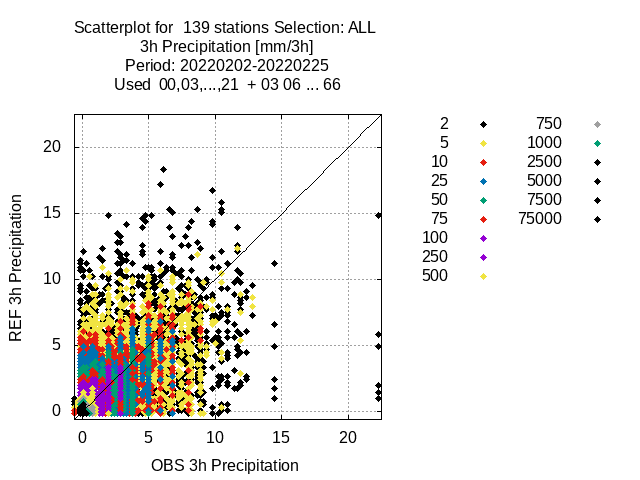 Scatterplot for  139 stations Selection: ALL
3h Precipitation [mm/3h]
Period: 20220202-20220225
Used  00,03,...,21  + 03 06 ... 66
REF 3h Precipitation
20
15
10
5
0
0 5 10 15 20
OBS 3h Precipitation
2 750
5 1000
10 2500
25 5000
50 7500
75 75000
100
250
500